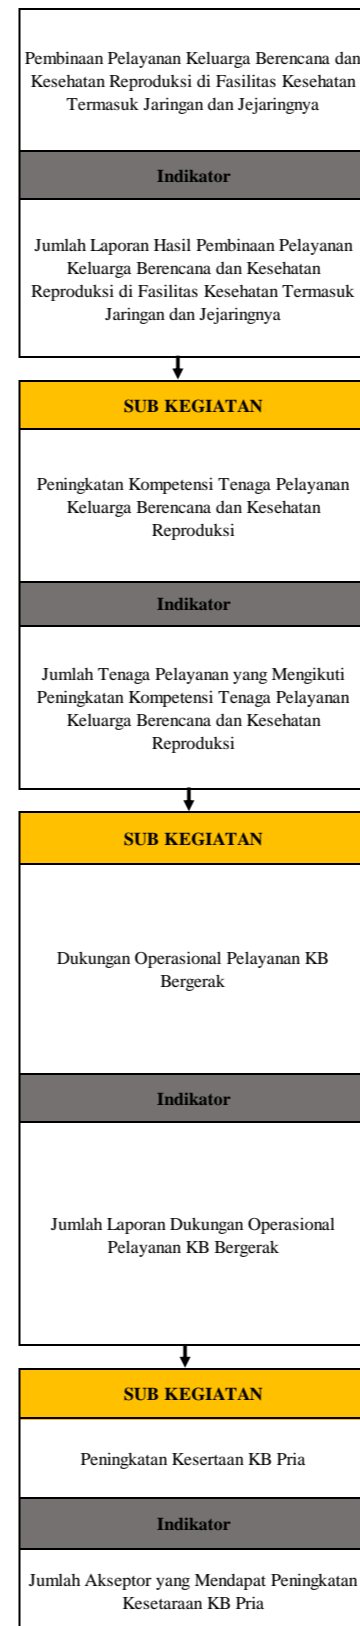 Pembinaan Pelayanan Keluarga Berencana dan
Kesehatan Reproduksi di Fasilitas Kesehatan
Termasuk Jaringan dan Jejaringnya
Indikator
Jumlah Laporan Hasil Pembinaan Pelayanan
Keluarga Berencana dan Kesehatan
Reproduksi di Fasilitas Kesehatan Termasuk
Jaringan dan Jejaringnya
SUB KEGIATAN
Peningkatan Kompetensi Tenaga Pelayanan
Keluarga Berencana dan Kesehatan
Reproduksi
Indikator
Jumlah Tenaga Pelayanan yang Mengikuti
Peningkatan Kompetensi Tenaga Pelayanan
Keluarga Berencana dan Kesehatan
Reproduksi
SUB KEGIATAN
Dukungan Operasional Pelayanan KB
Bergerak
Indikator
Jumlah Laporan Dukungan Operasional
Pelayanan KB Bergerak
SUB KEGIATAN
Peningkatan Kesertaan KB Pria
Indikator
Jumlah Akseptor yang Mendapat Peningkatan
Kesetaraan KB Pria